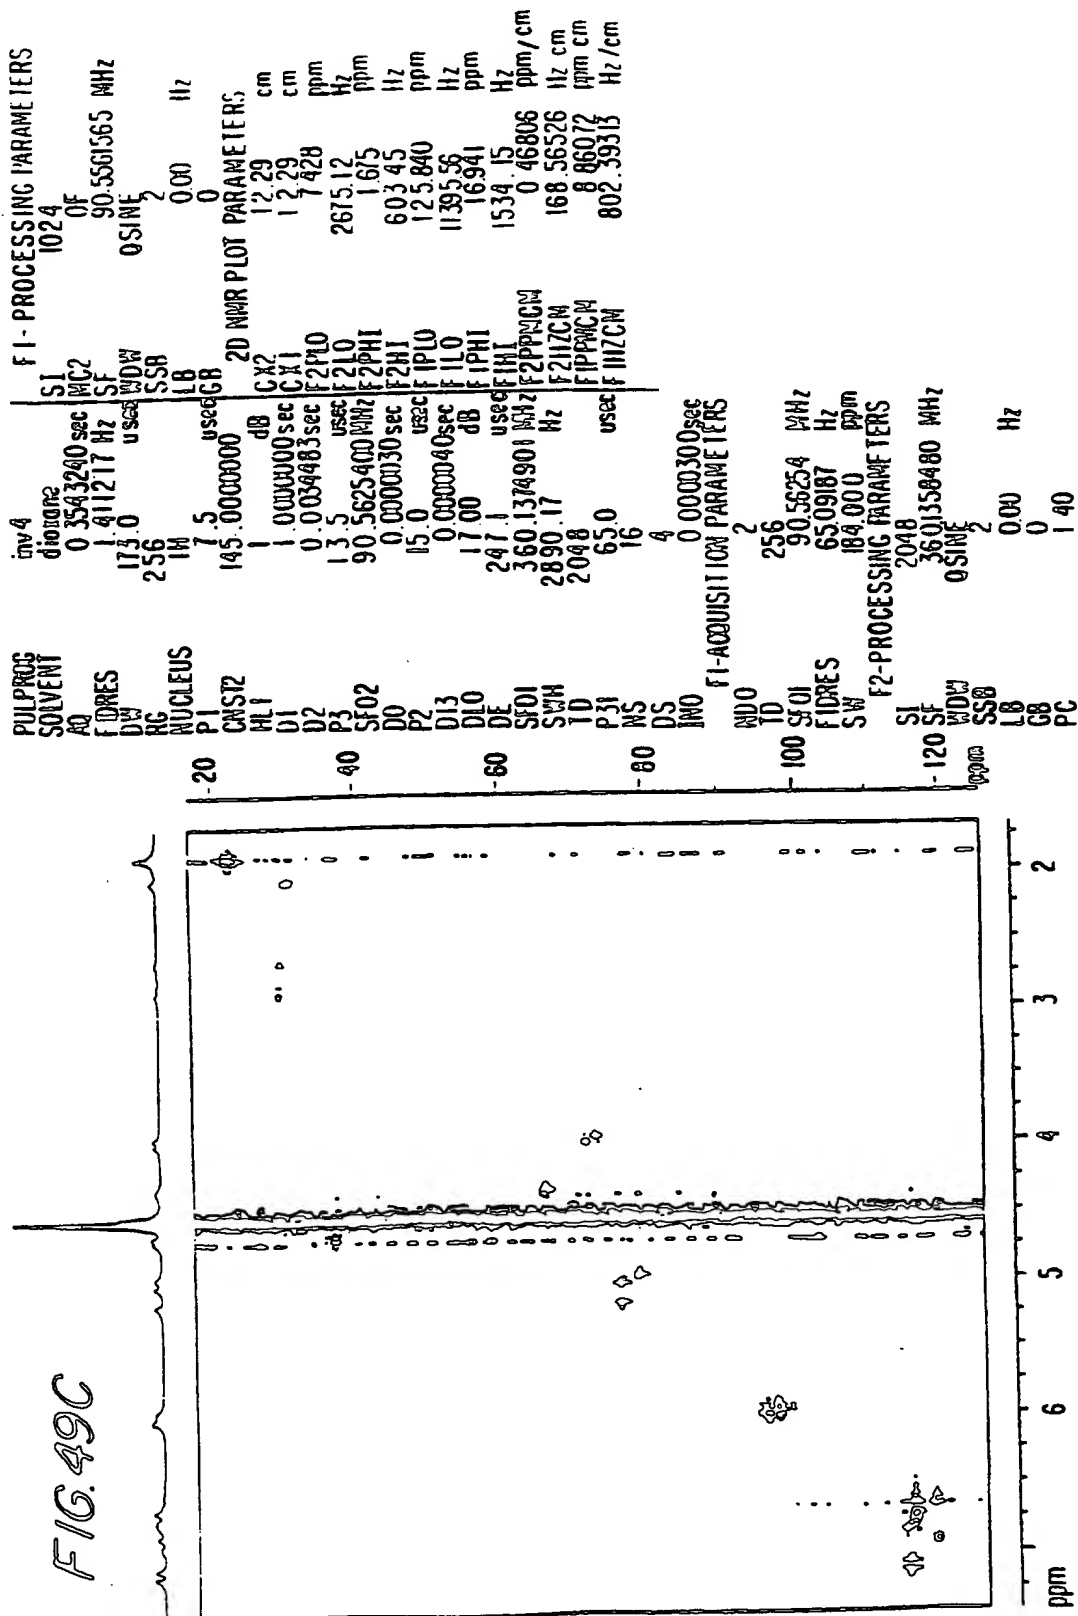 FIG. 49C
PULPROG inv4
SOLVENT dioxane
AQ 0.3543240 sec
FIDRES 1.411217 Hz
DW 173.0 usec
RG 256
NUCLEUS 1H
P1 7.5 usec
CNST2 145.0000000
HL1 1 dB
D1 1.0000000 sec
D2 0.0034483 sec
P3 13.5 usec
SFO2 90.5625400 MHz
DO 0.0000030 sec
P2 15.0 usec
D13 0.0000040 sec
DLO 17.00 dB
DE 247.1 usec
SFO1 360.1374908 MHz
SWH 2890.17 Hz
TD 2048
P31 65.0 usec
NS 16
DS 4
INO 0.0000300 sec
F1-ACQUISITION PARAMETERS
NDO 2
TD 256
SFO1 90.56254 MHz
FIDRES 65.09187 Hz
SW 184.000 ppm
F2-PROCESSING PARAMETERS
SI 2048
SF 360.1358480 MHz
WDW QSINE
SSB 2
LB 0.00 Hz
GB 0
PC 1.40
F1-PROCESSING PARAMETERS
SI 1024
MC2 QF
SF 90.5561565 MHz
WDW QSINE
SSB 2
LB 0.00 Hz
GB 0
2D NMR PLOT PARAMETERS
CX2 12.29 cm
CX1 12.29 cm
F2PLO 7.428 ppm
F2LO 2675.12 Hz
F2PHI 1.675 ppm
F2HI 603.45 Hz
F1PLO 125.840 ppm
F1LO 11395.56 Hz
F1PHI 16.941 ppm
F1HI 1534.15 Hz
F2PPMCM 0.46806 ppm/cm
F2HZCM 168.56526 Hz cm
F1PPMCM 8.86072 ppm cm
F1HZCM 802.39313 Hz/cm
20
40
60
80
100
120
ppm
ppm 6 5 4 3 2